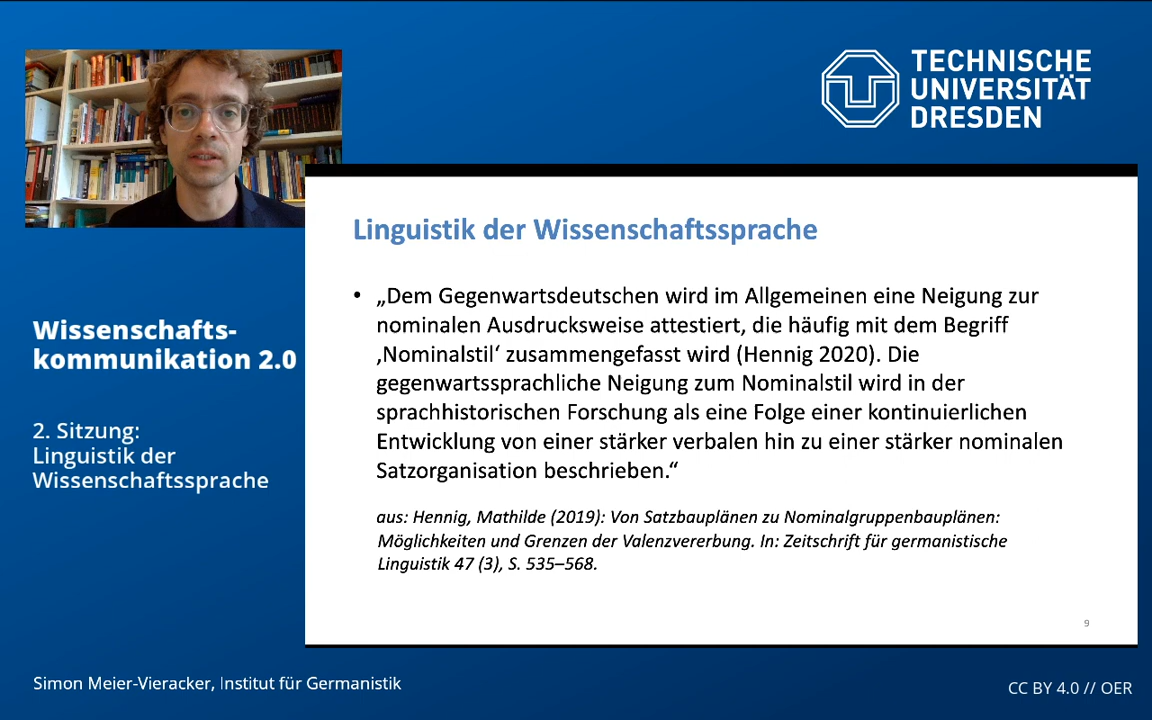 TECHNISCHE
UNIVERSITÄT
DRESDEN
Wissenschafts-
kommunikation 2.0
2. Sitzung:
Linguistik der
Wissenschaftssprache
Linguistik der Wissenschaftssprache
• „Dem Gegenwartsdeutschen wird im Allgemeinen eine Neigung zur
nominalen Ausdrucksweise attestiert, die häufig mit dem Begriff
‚Nominalstil‘ zusammengefasst wird (Hennig 2020). Die
gegenwartssprachliche Neigung zum Nominalstil wird in der
sprachhistorischen Forschung als eine Folge einer kontinuierlichen
Entwicklung von einer stärker verbalen hin zu einer stärker nominalen
Satzorganisation beschrieben.“
aus: Hennig, Mathilde (2019): Von Satzbauplänen zu Nominalgruppenbauplänen:
Möglichkeiten und Grenzen der Valenzvererbung. In: Zeitschrift für germanistische
Linguistik 47 (3), S. 535–568.
9
Simon Meier-Vieracker, Institut für Germanistik
CC BY 4.0 // OER